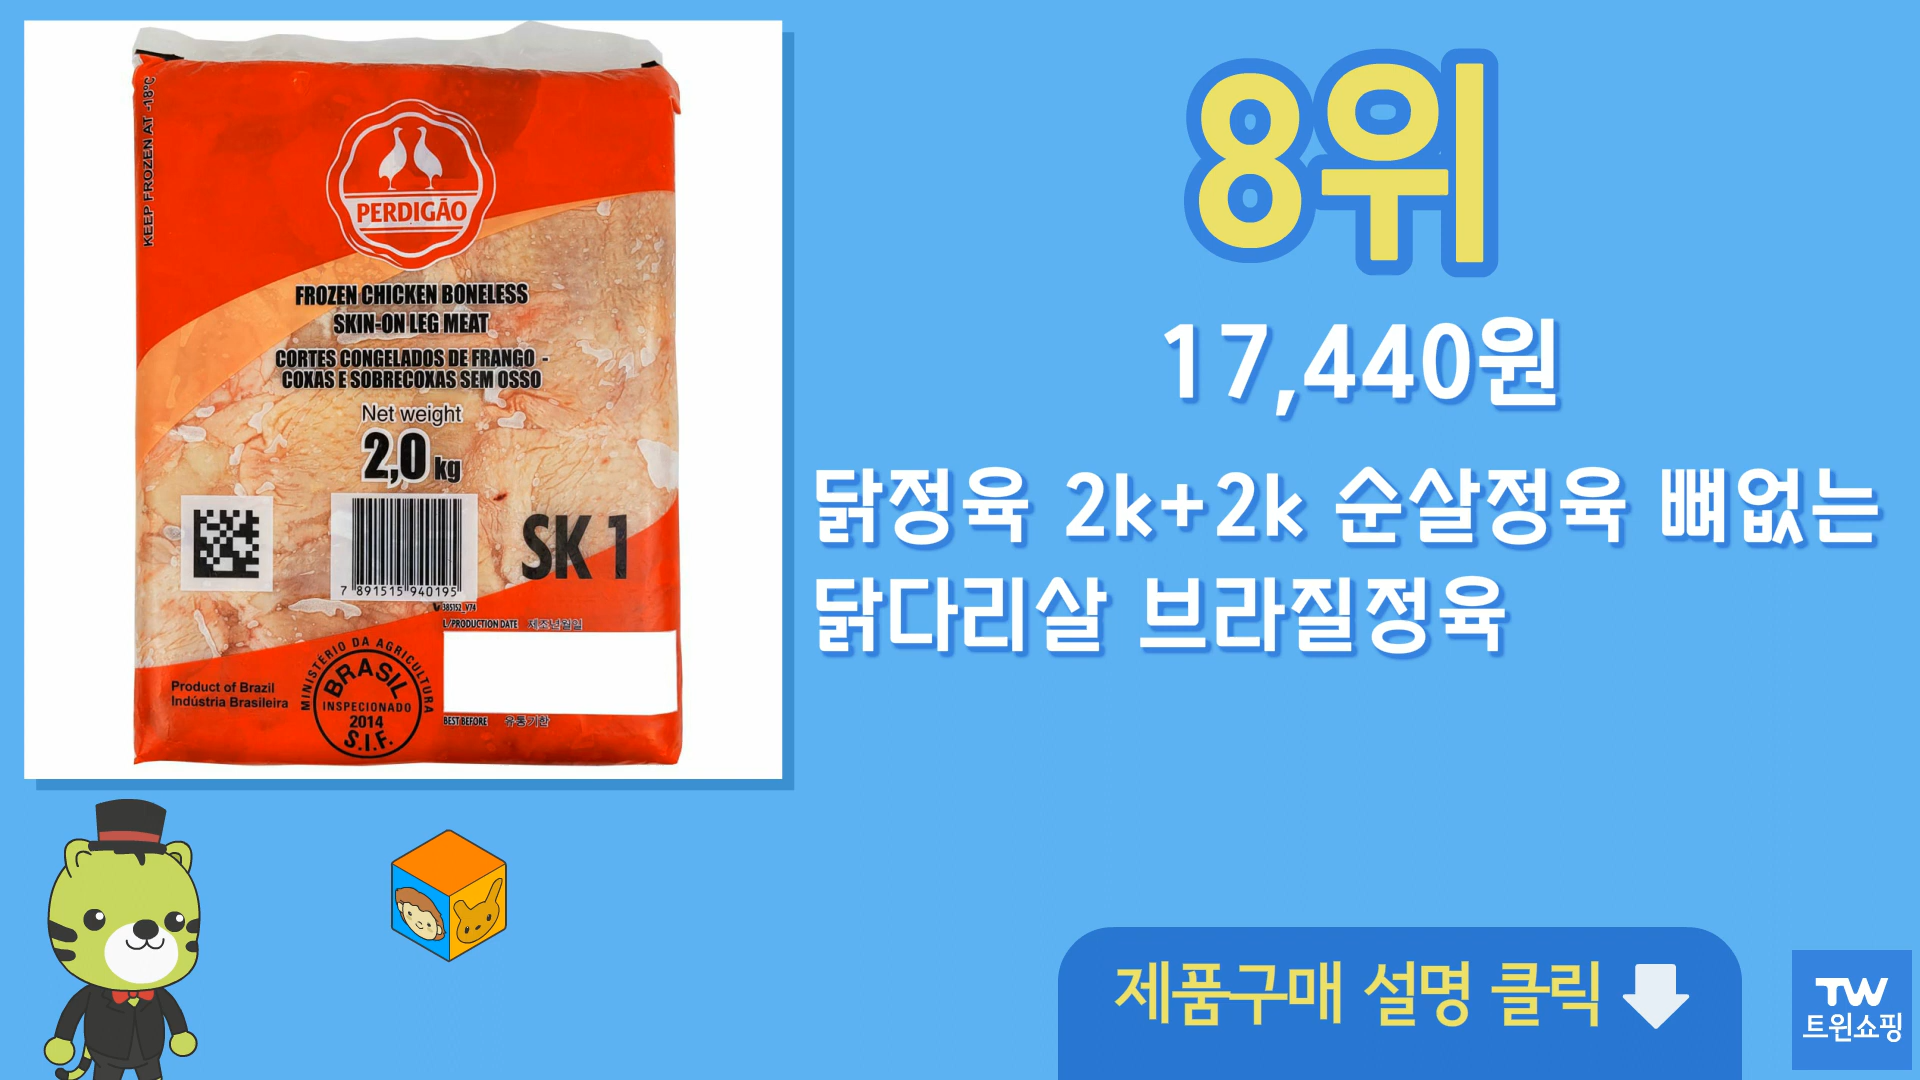 8위
17,440원
닭정육 2k+2k 순살정육 뼈없는
닭다리살 브라질정육
KEEP FROZEN AT -18ºC
PERDIGÃO
FROZEN CHICKEN BONELESS
SKIN-ON LEG MEAT
CORTES CONGELADOS DE FRANGO -
COXAS E SOBRECOXAS SEM OSSO
Net weight
2,0 kg
SK 1
7 891515 940195
385152_V74
L/PRODUCTION DATE 제조년월일
BEST BEFORE 유통기한
Product of Brazil
Indústria Brasileira
MINISTÉRIO DA AGRICULTURA
BRASIL
INSPECIONADO
2014
S.I.F.
제품구매 설명 클릭
TW
트윈쇼핑